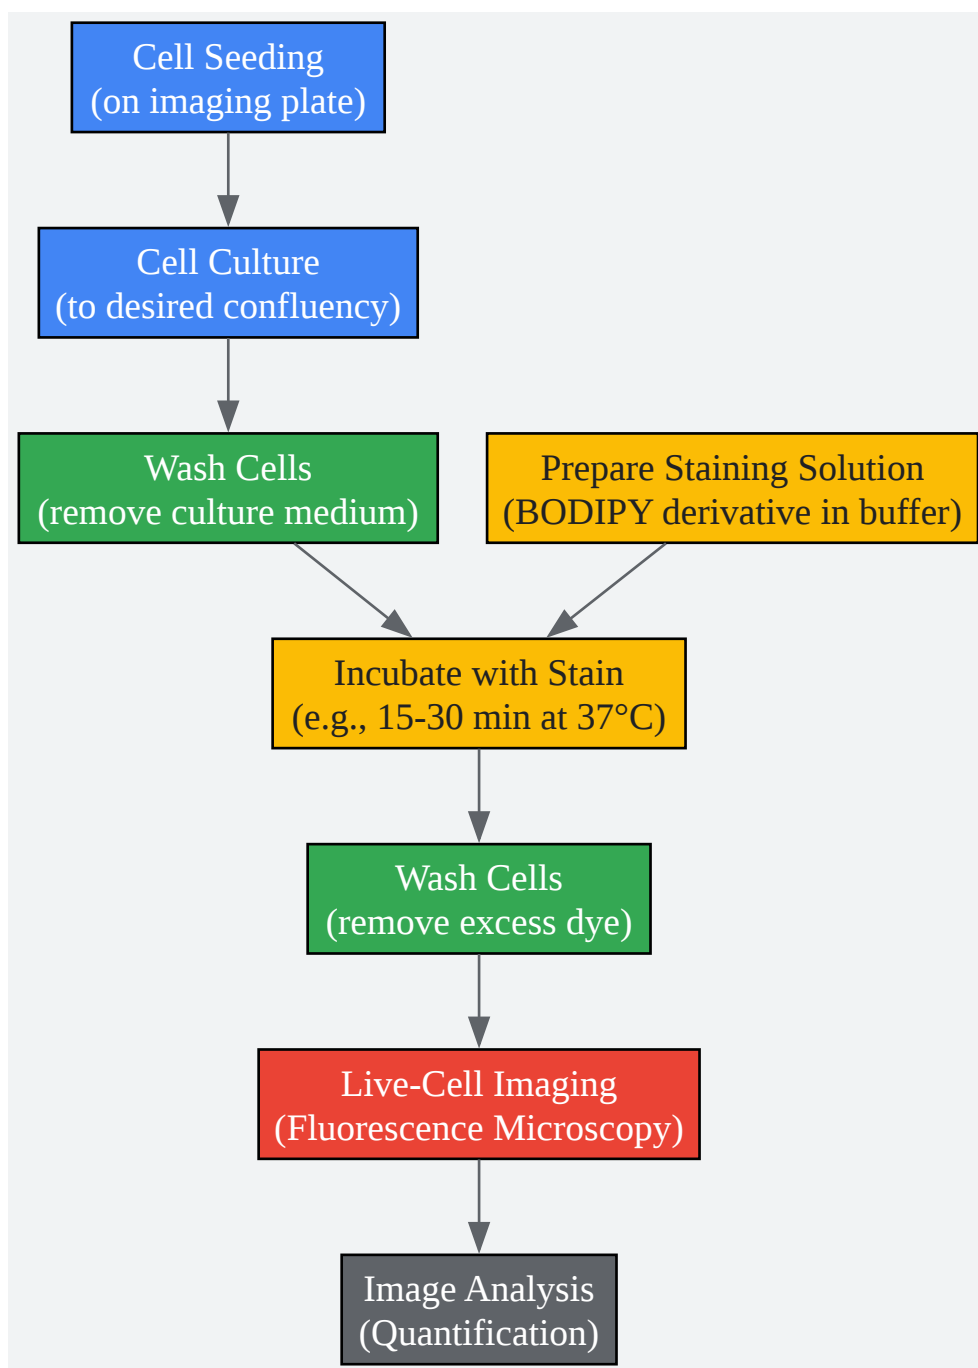 Cell Seeding
(on imaging plate)
Cell Culture
(to desired confluency)
Wash Cells
(remove culture medium)
Prepare Staining Solution
(BODIPY derivative in buffer)
Incubate with Stain
(e.g., 15-30 min at 37°C)
Wash Cells
(remove excess dye)
Live-Cell Imaging
(Fluorescence Microscopy)
Image Analysis
(Quantification)